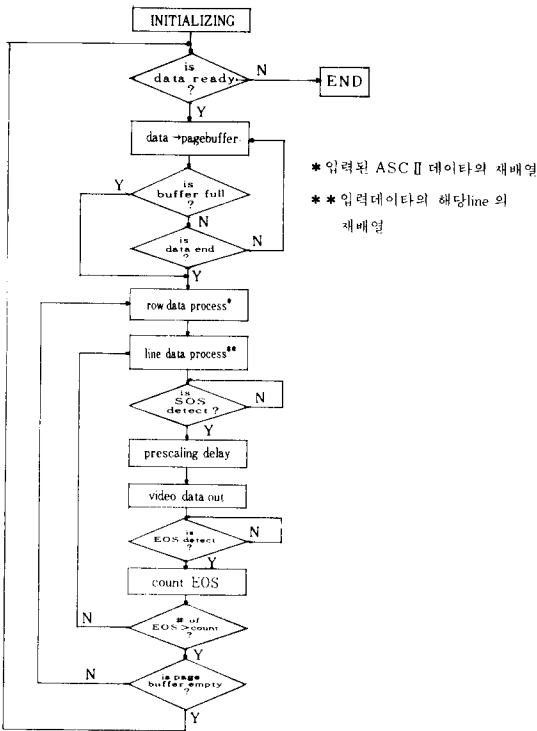 INITIALIZING
is
data ready
?
N
END
Y
data →pagebuffer
Y
is
buffer full
?
N
is
data end
?
N
Y
* 입력된 ASCⅡ 데이타의 재배열
** 입력데이타의 해당line 의
재배열
row data process*
line data process**
is
SOS
detect ?
N
Y
prescaling delay
video data out
is
EOS detect
?
N
Y
count EOS
# of
EOS>count
?
N
Y
is page
buffer empty
?
N
Y